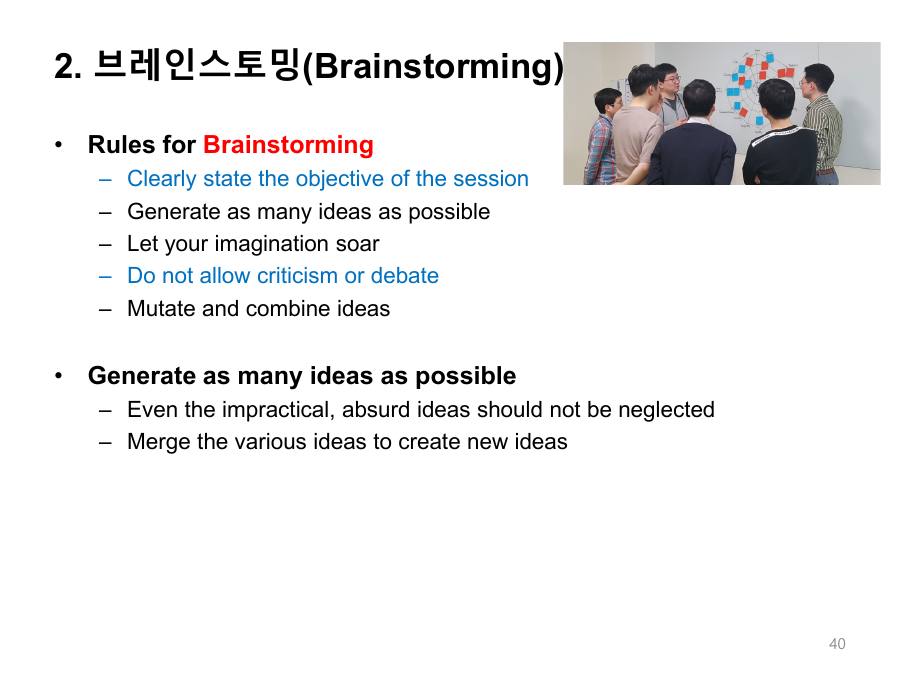 2. 브레인스토밍(Brainstorming)
• Rules for Brainstorming
– Clearly state the objective of the session
– Generate as many ideas as possible
– Let your imagination soar
– Do not allow criticism or debate
– Mutate and combine ideas
• Generate as many ideas as possible
– Even the impractical, absurd ideas should not be neglected
– Merge the various ideas to create new ideas
40